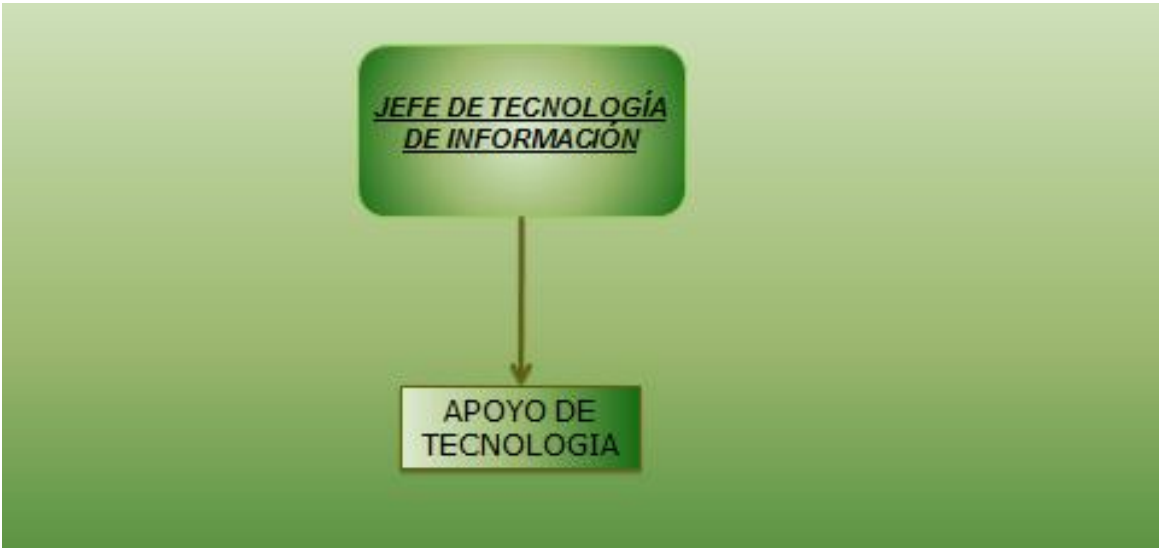 JEFE DE TECNOLOGÍA
DE INFORMACIÓN
APOYO DE
TECNOLOGIA